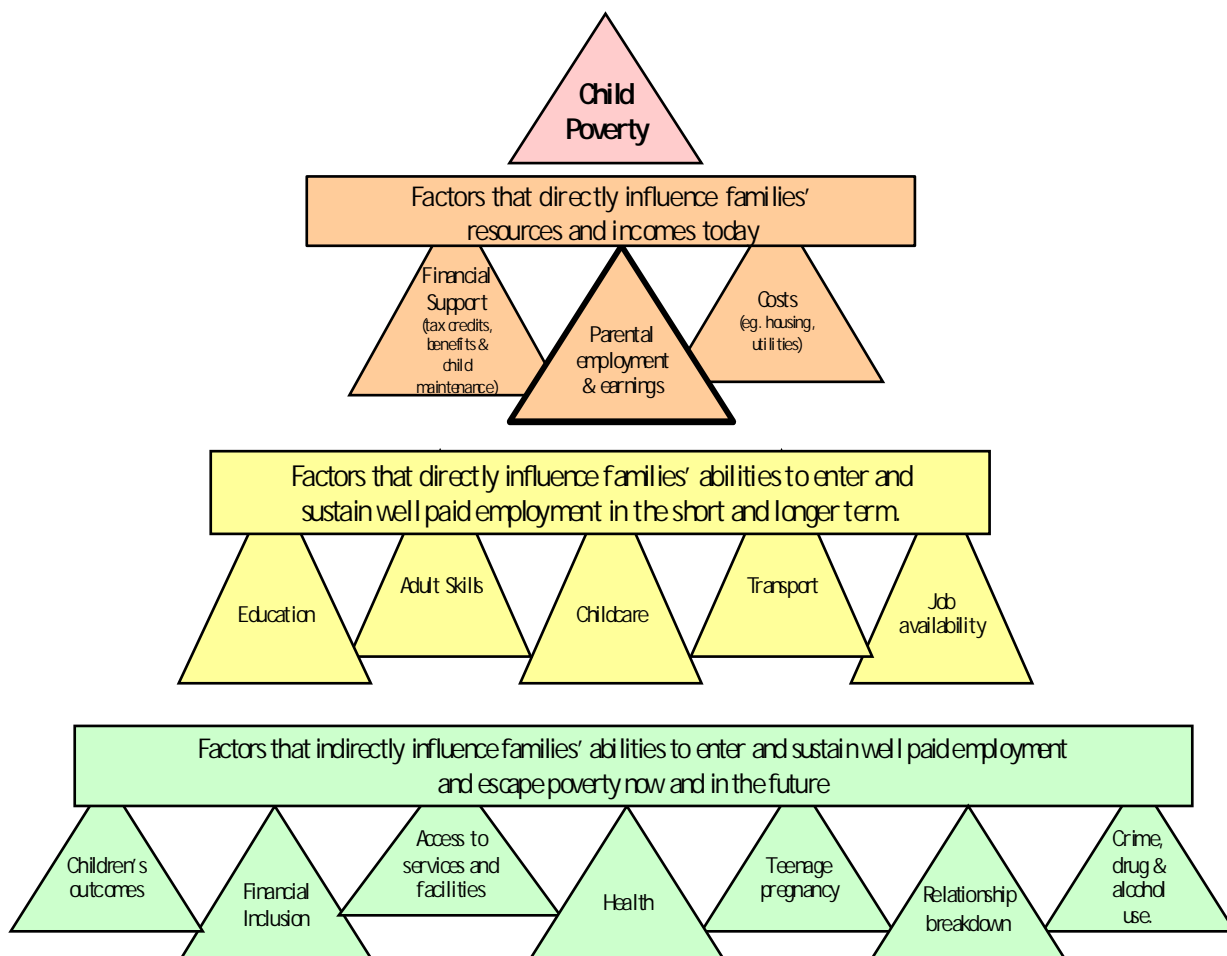 Child
Poverty
Factors that directly influence families'
resources and incomes today
Financial
Support
(tax credits,
benefits &
child
maintenance)
Parental
employment
& earnings
Costs
(eg. housing,
utilities)
Factors that directly influence families' abilities to enter and
sustain well paid employment in the short and longer term.
Education
Adult Skills
Childcare
Transport
Job
availability
Factors that indirectly influence families' abilities to enter and sustain well paid employment
and escape poverty now and in the future
Children's
outcomes
Financial
Inclusion
Access to
services and
facilities
Health
Teenage
pregnancy
Relationship
breakdown
Crime,
drug &
alcohol
use.